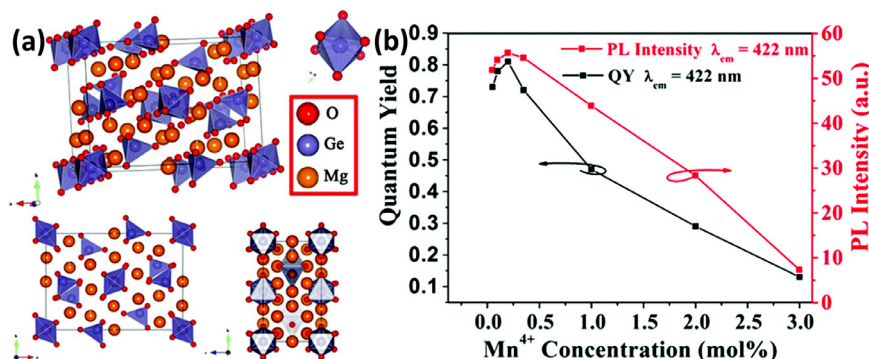 (a)
O
Ge
Mg
(b)
PL Intensity λcm = 422 nm
QY λcm = 422 nm
Quantum Yield
0.9
0.8
0.7
0.6
0.5
0.4
0.3
0.2
0.1
60
50
40
30
20
10
0
PL Intensity (a.u.)
0.0 0.5 1.0 1.5 2.0 2.5 3.0
Mn4+ Concentration (mol%)